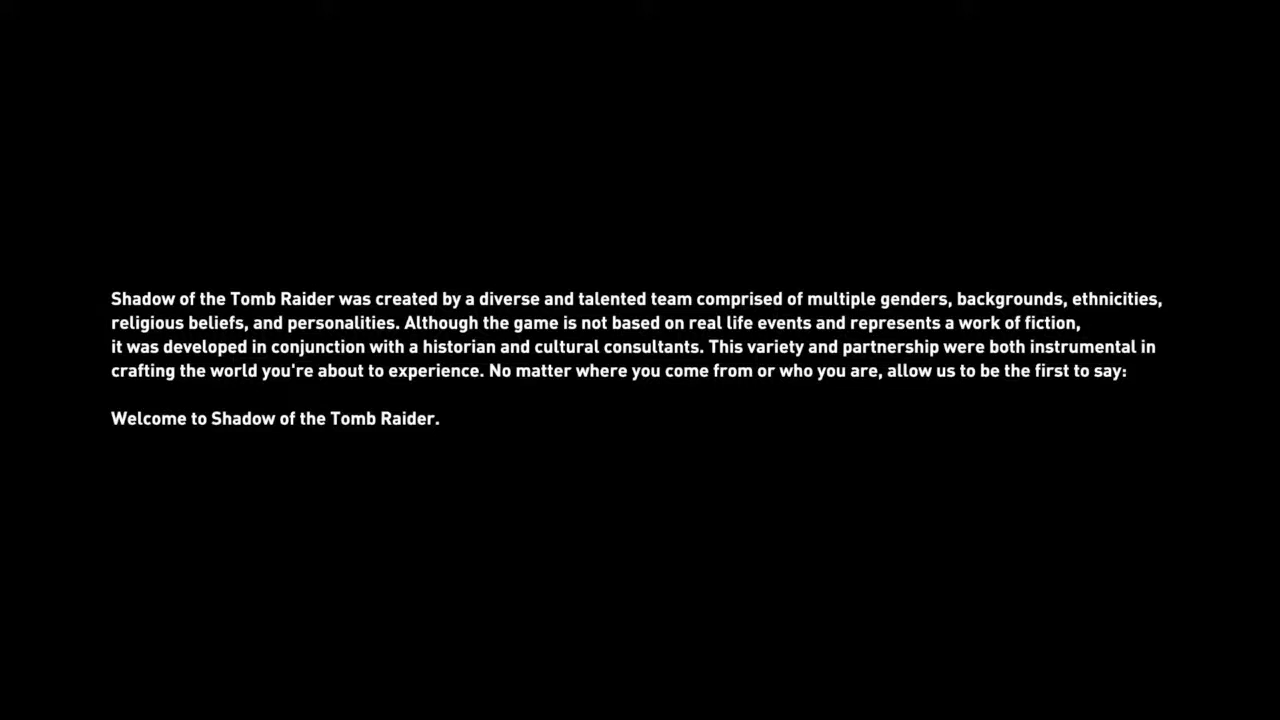 Shadow of the Tomb Raider was created by a diverse and talented team comprised of multiple genders, backgrounds, ethnicities,
religious beliefs, and personalities. Although the game is not based on real life events and represents a work of fiction,
it was developed in conjunction with a historian and cultural consultants. This variety and partnership were both instrumental in
crafting the world you're about to experience. No matter where you come from or who you are, allow us to be the first to say:
Welcome to Shadow of the Tomb Raider.